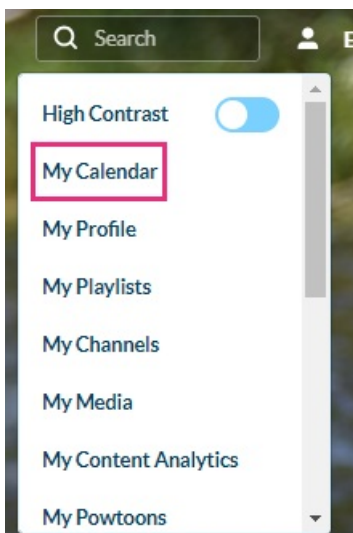 Search
E
High Contrast
My Calendar
My Profile
My Playlists
My Channels
My Media
My Content Analytics
My Powtoons